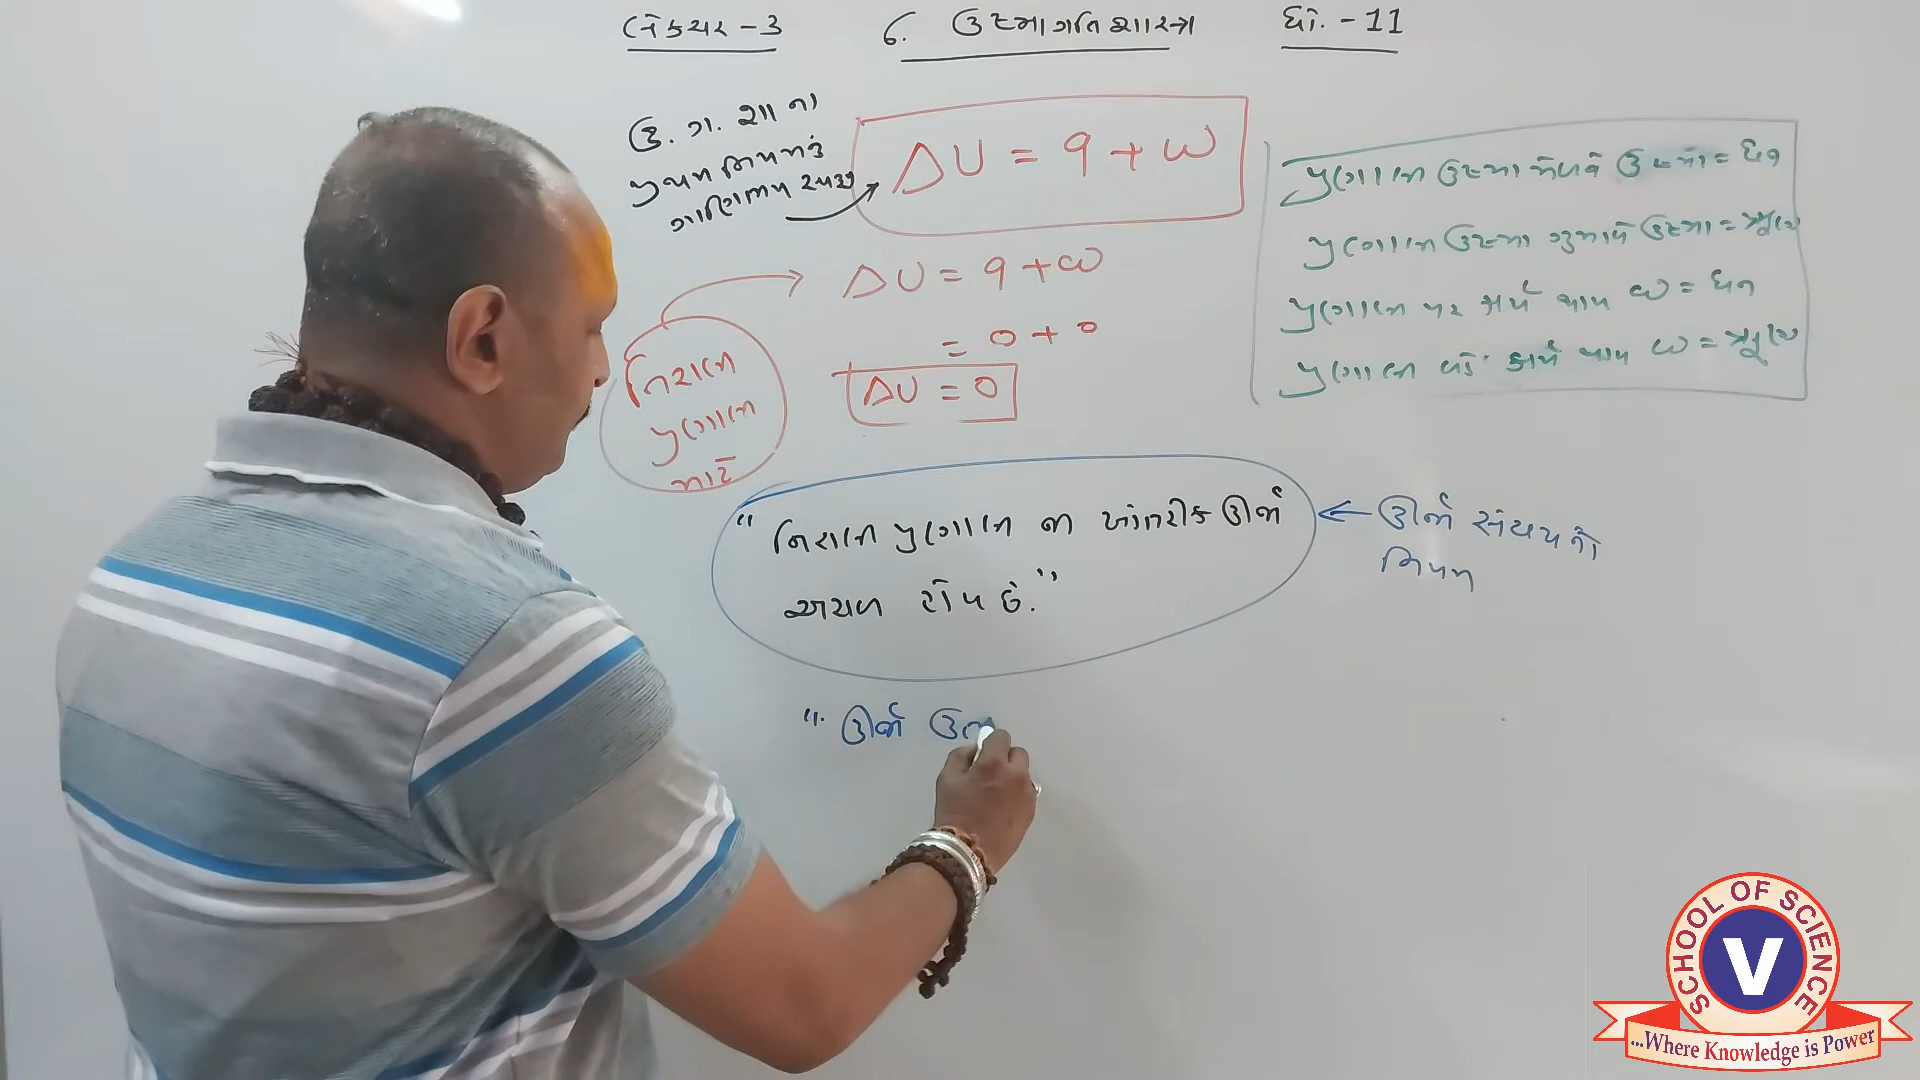 લેકચર - 3
6. ઉષ્માગતિશાસ્ત્ર
ધો. - 11
ઉ. ગ. શા ના
પ્રથમ નિયમનું
ગાણિતિય સ્વરૂપ
ΔU = q + w
ΔU = q + w
= 0 + 0
ΔU = 0
નિરાળી
પ્રણાલી
માટે
પ્રણાલી ઉષ્મા મેળવે ઉષ્મા = ધન
પ્રણાલી ઉષ્મા ગુમાવે ઉષ્મા = ઋણ
પ્રણાલી પર કાર્ય થાય w = ધન
પ્રણાલી વડે કાર્ય થાય w = ઋણ
" નિરાળી પ્રણાલી ની આંતરીક ઊર્જા
અચળ હોય છે. "
ઊર્જા સંચયનો
નિયમ
" ઊર્જા
SCHOOL OF SCIENCE
V
...Where Knowledge is Power